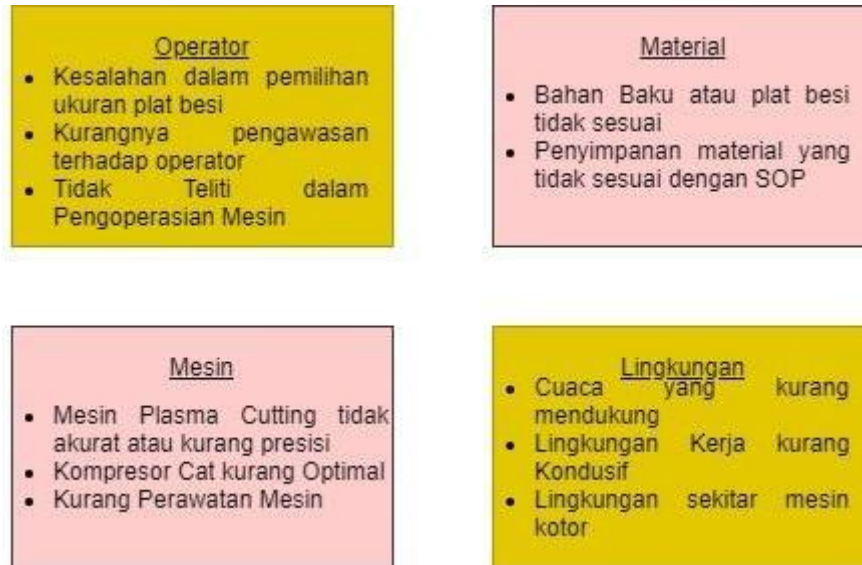 Operator
• Kesalahan dalam pemilihan
ukuran plat besi
• Kurangnya pengawasan
terhadap operator
• Tidak Teliti dalam
Pengoperasian Mesin
Material
• Bahan Baku atau plat besi
tidak sesuai
• Penyimpanan material yang
tidak sesuai dengan SOP
Mesin
• Mesin Plasma Cutting tidak
akurat atau kurang presisi
• Kompresor Cat kurang Optimal
• Kurang Perawatan Mesin
Lingkungan
• Cuaca yang kurang
mendukung
• Lingkungan Kerja kurang
Kondusif
• Lingkungan sekitar mesin
kotor